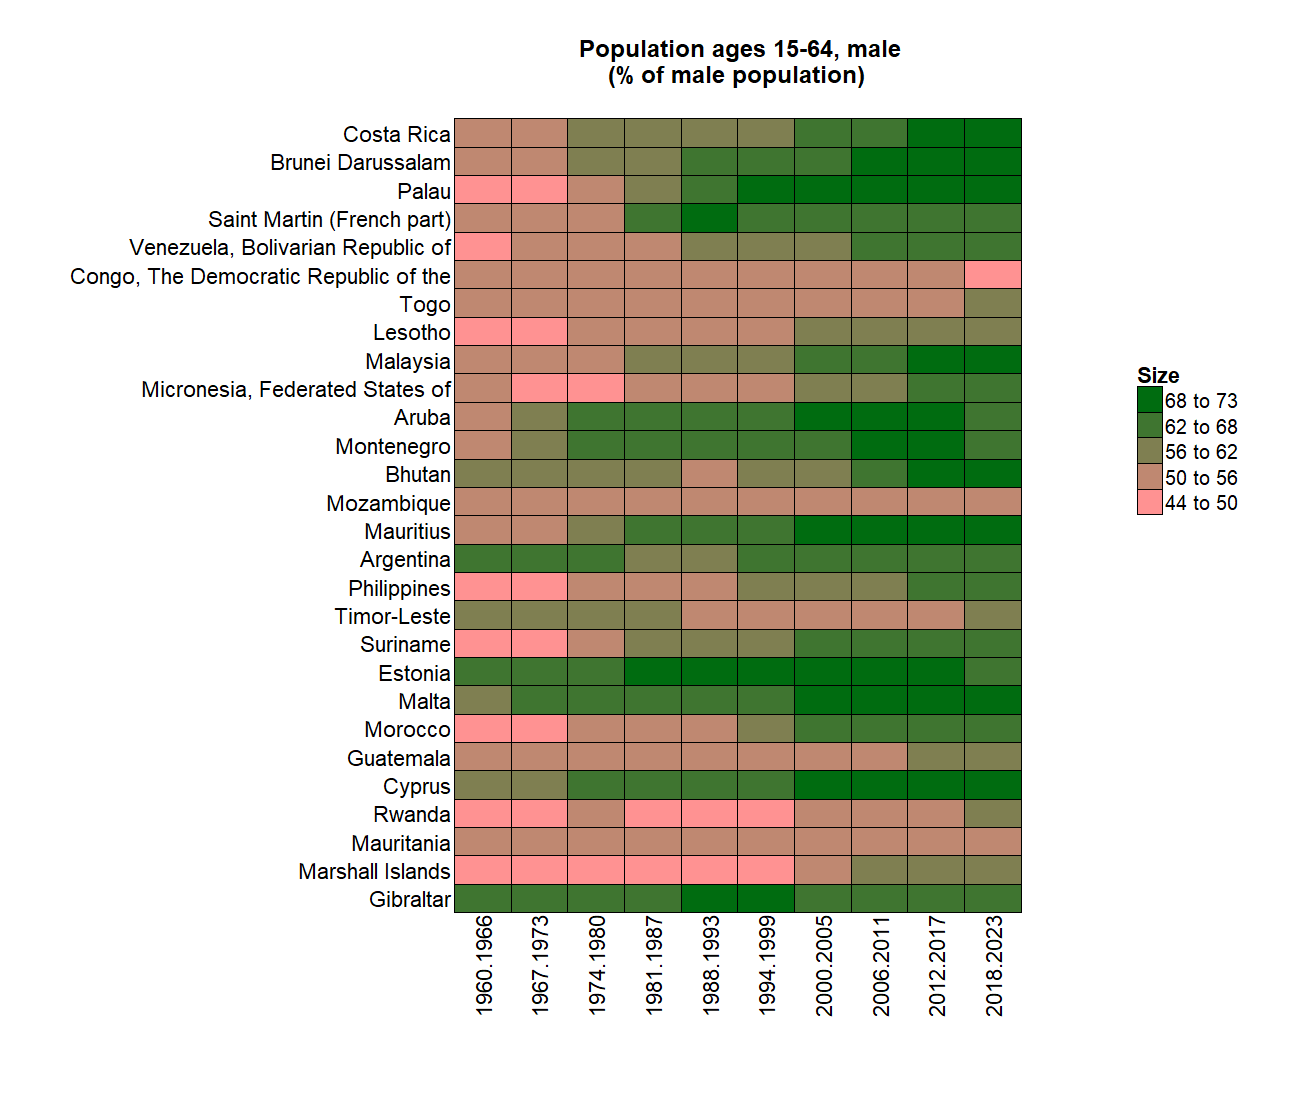 Population ages 15-64, male
(% of male population)
Costa Rica
Brunei Darussalam
Palau
Saint Martin (French part)
Venezuela, Bolivarian Republic of
Congo, The Democratic Republic of the
Togo
Lesotho
Malaysia
Micronesia, Federated States of
Aruba
Montenegro
Bhutan
Mozambique
Mauritius
Argentina
Philippines
Timor-Leste
Suriname
Estonia
Malta
Morocco
Guatemala
Cyprus
Rwanda
Mauritania
Marshall Islands
Gibraltar
1960.1966
1967.1973
1974.1980
1981.1987
1988.1993
1994.1999
2000.2005
2006.2011
2012.2017
2018.2023
Size
68 to 73
62 to 68
56 to 62
50 to 56
44 to 50